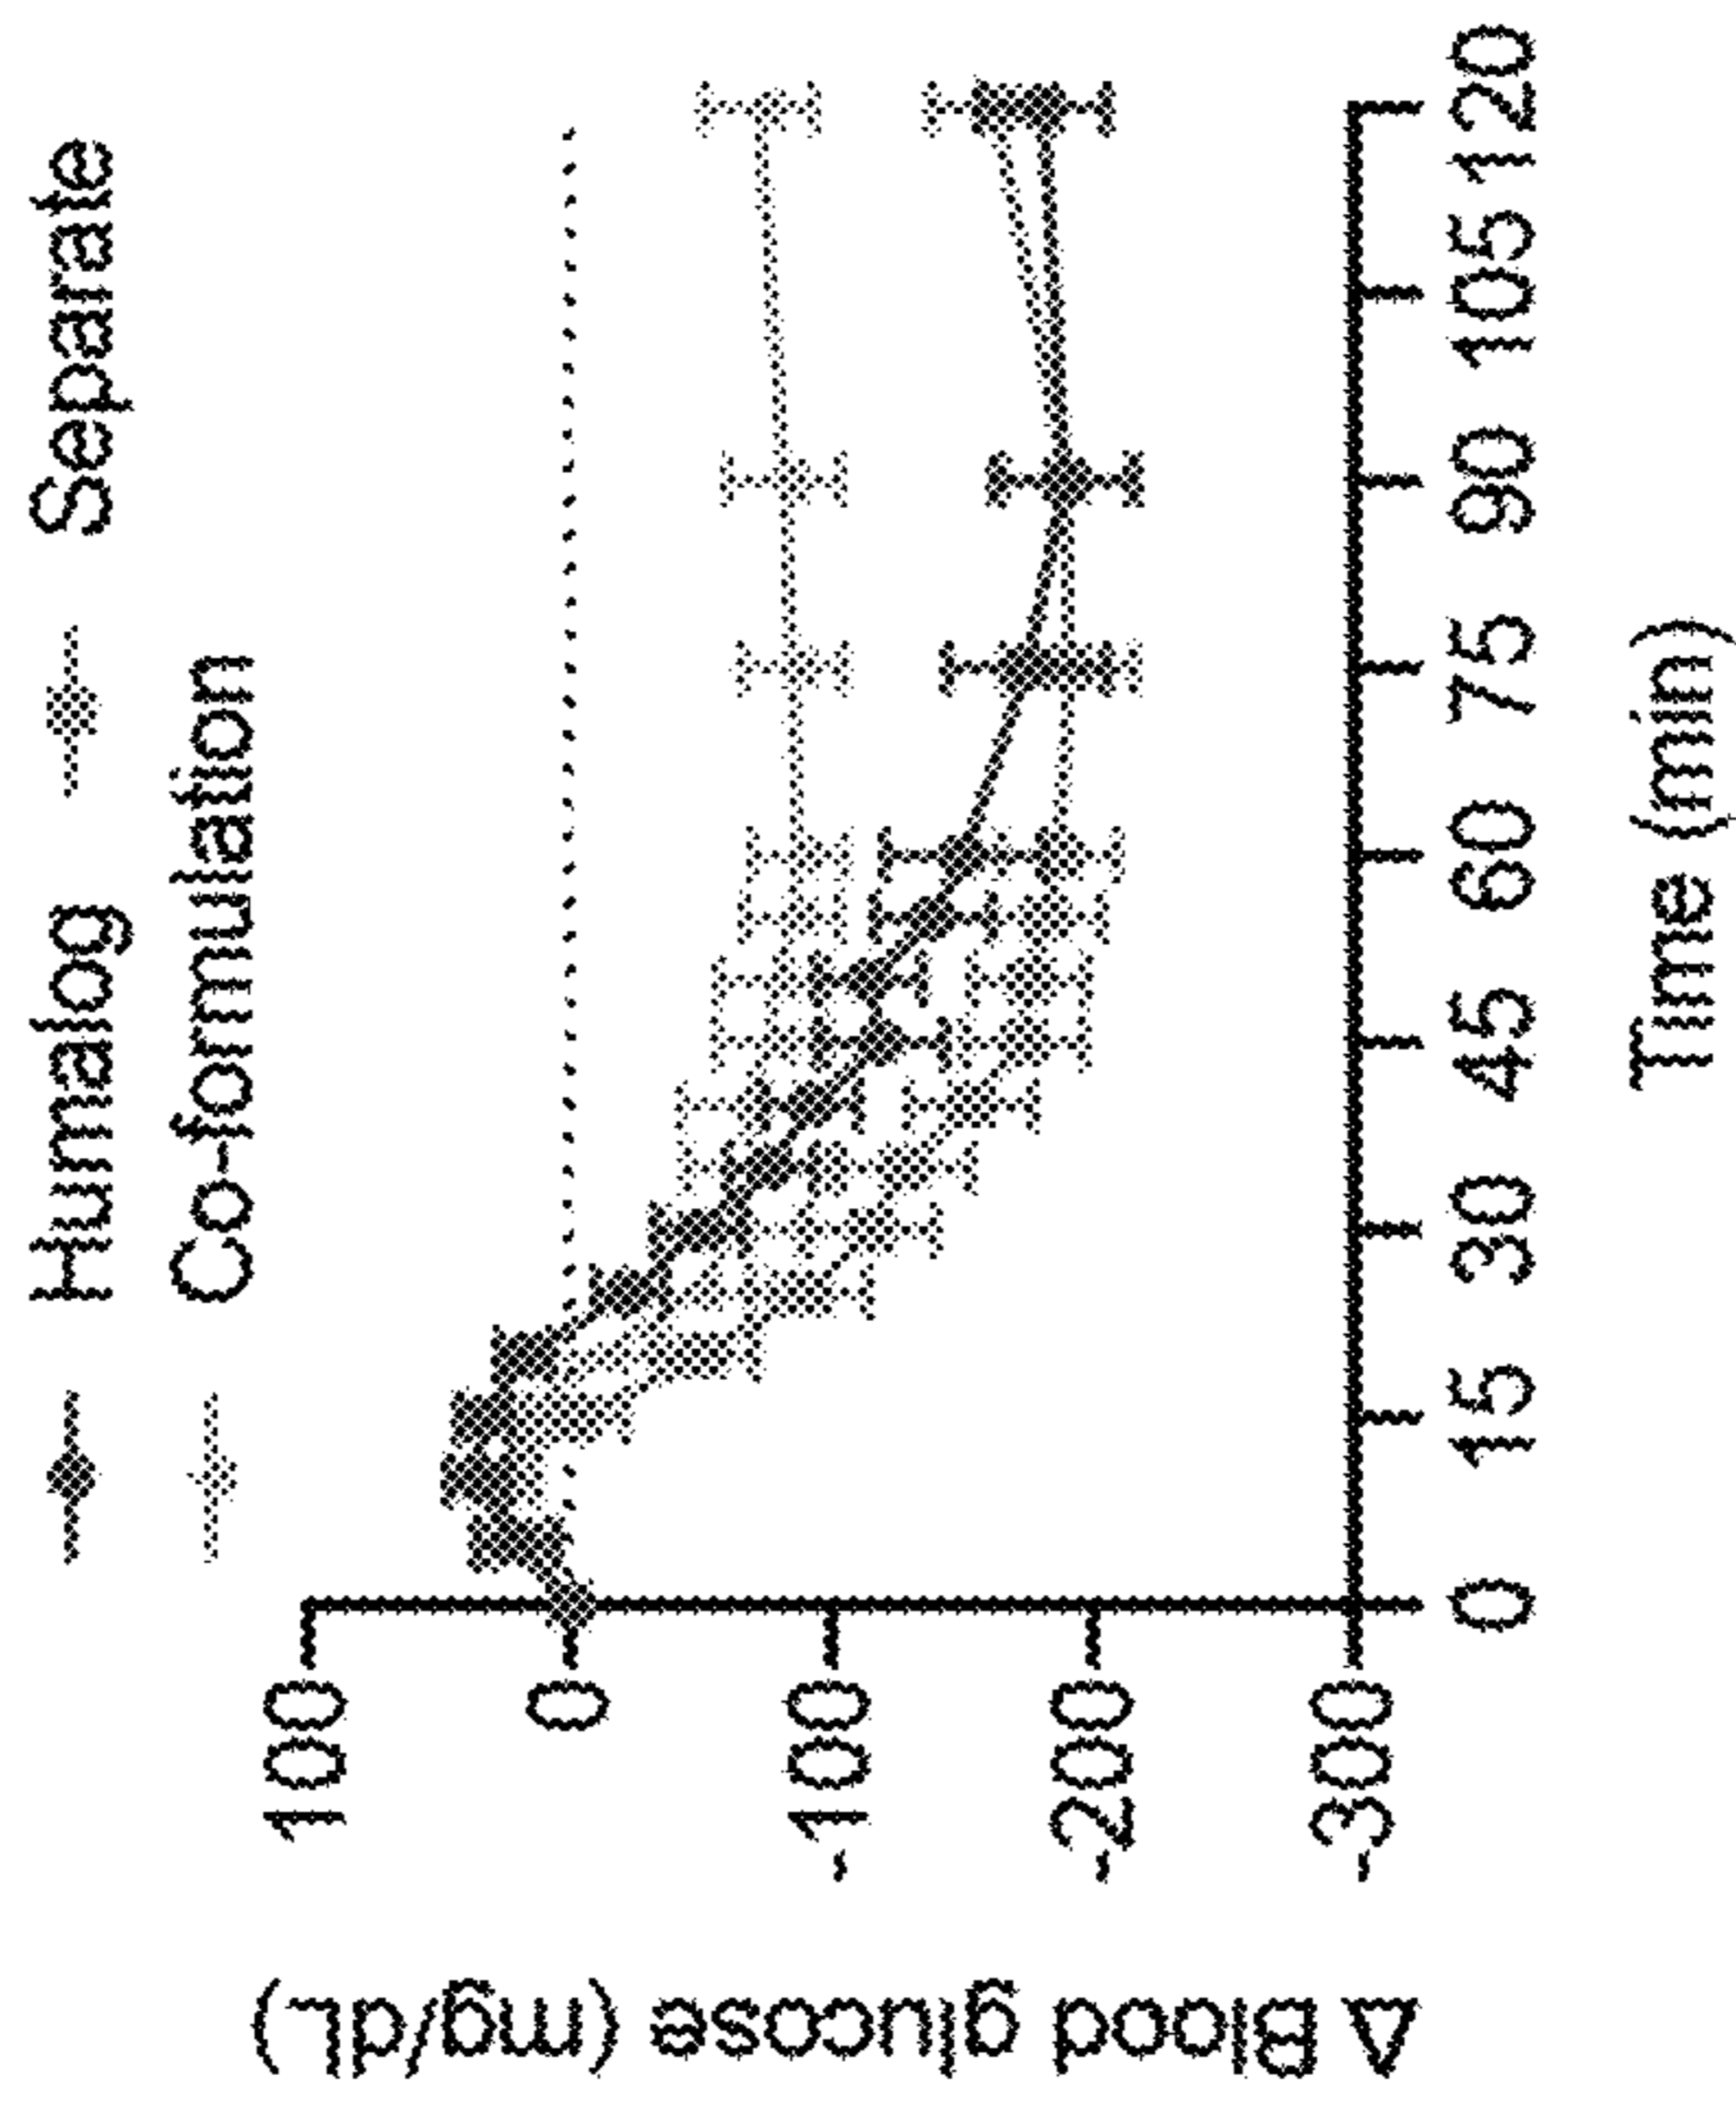 Humalog Separate
Co-formulation
Δ Blood glucose (mg/dL)
100
0
-100
-200
-300
0 15 30 45 60 75 90 105 120
Time (min)